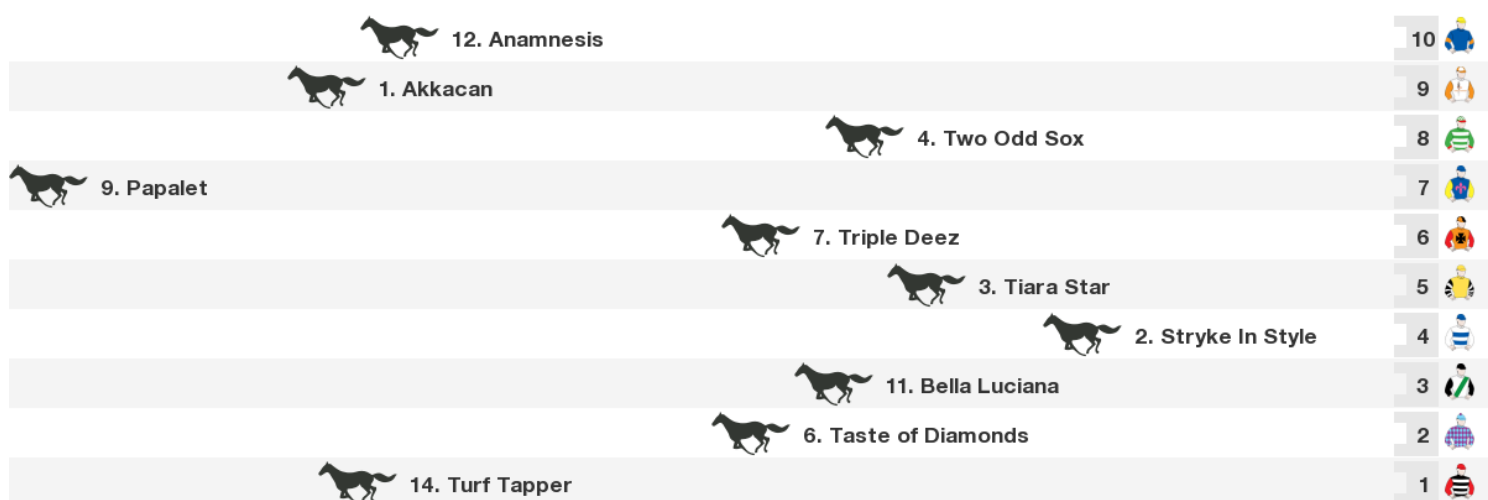 12. Anamnesis 10
1. Akkacan 9
4. Two Odd Sox 8
9. Papalet 7
7. Triple Deez 6
3. Tiara Star 5
2. Stryke In Style 4
11. Bella Luciana 3
6. Taste of Diamonds 2
14. Turf Tapper 1